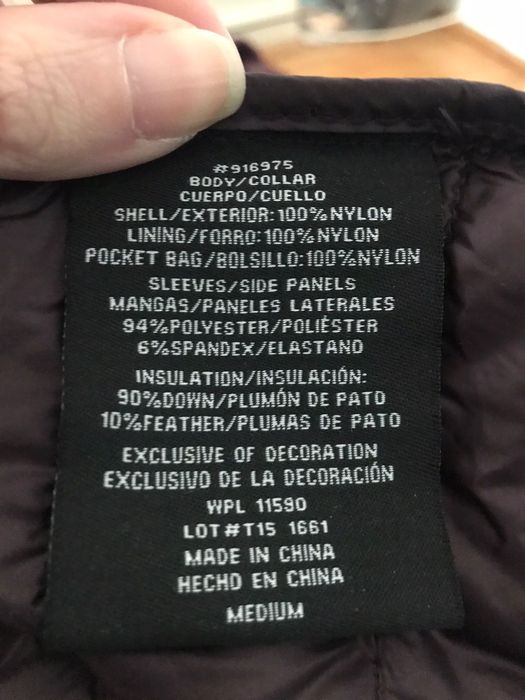 #916975
BODY/COLLAR
CUERPO/CUELLO
SHELL/EXTERIOR:100%NYLON
LINING/FORRO:100%NYLON
POCKET BAG/BOLSILLO:100%NYLON
SLEEVES/SIDE PANELS
MANGAS/PANELES LATERALES
94%POLYESTER/POLIÉSTER
6%SPANDEX/ELASTANO
INSULATION/INSULACIÓN:
90%DOWN/PLUMÓN DE PATO
10%FEATHER/PLUMAS DE PATO
EXCLUSIVE OF DECORATION
EXCLUSIVO DE LA DECORACIÓN
WPL 11590
LOT#T15 1661
MADE IN CHINA
HECHO EN CHINA
MEDIUM